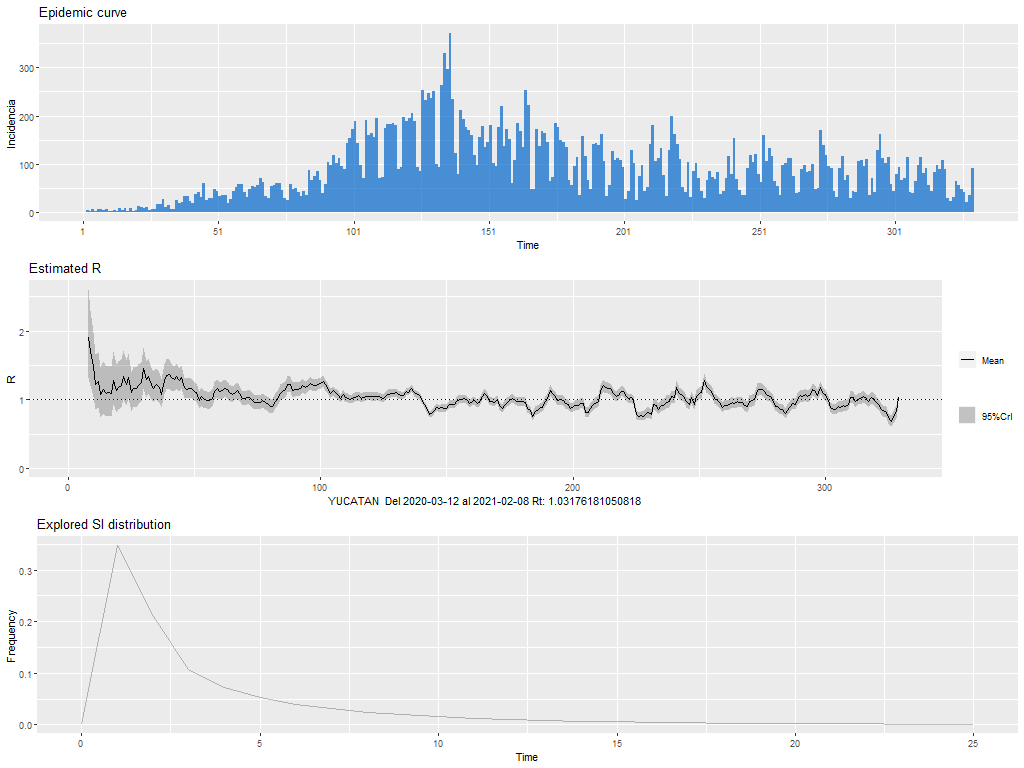 Epidemic curve
Incidencia
300
200
100
0
1 51 101 151 201 251 301
Time
Estimated R
R
2
1
0
0 100 200 300
YUCATAN Del 2020-03-12 al 2021-02-08 Rt: 1.03176181050818
Mean
95%CrI
Explored SI distribution
Frequency
0.3
0.2
0.1
0.0
0 5 10 15 20 25
Time